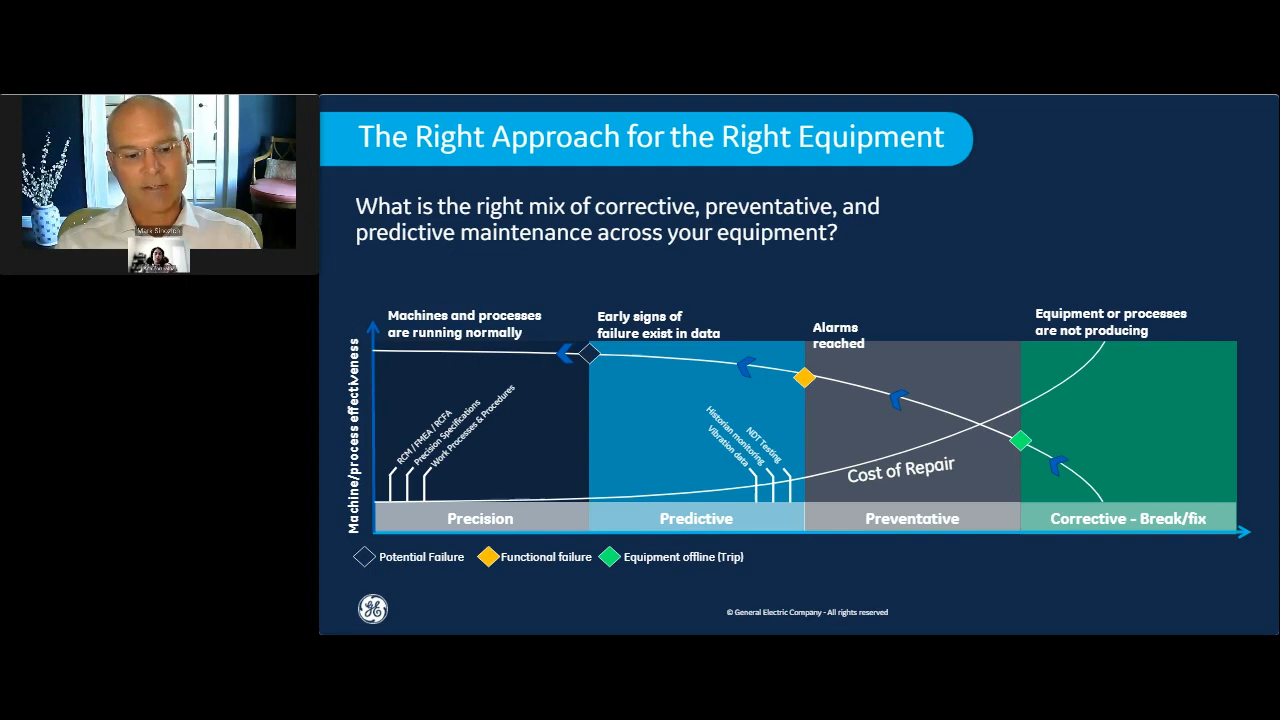 The Right Approach for the Right Equipment
What is the right mix of corrective, preventative, and
predictive maintenance across your equipment?
Mark Singleton
Machines and processes
are running normally
Early signs of
failure exist in data
Alarms
reached
Equipment or processes
are not producing
Machine/process effectiveness
RCM / FMEA / RCFA
Precision Specifications
Work Processes & Procedures
Historian monitoring
Vibration data
NDT Testing
Cost of Repair
Precision
Predictive
Preventative
Corrective - Break/fix
Potential Failure
Functional failure
Equipment offline (Trip)
GE
© General Electric Company - All rights reserved